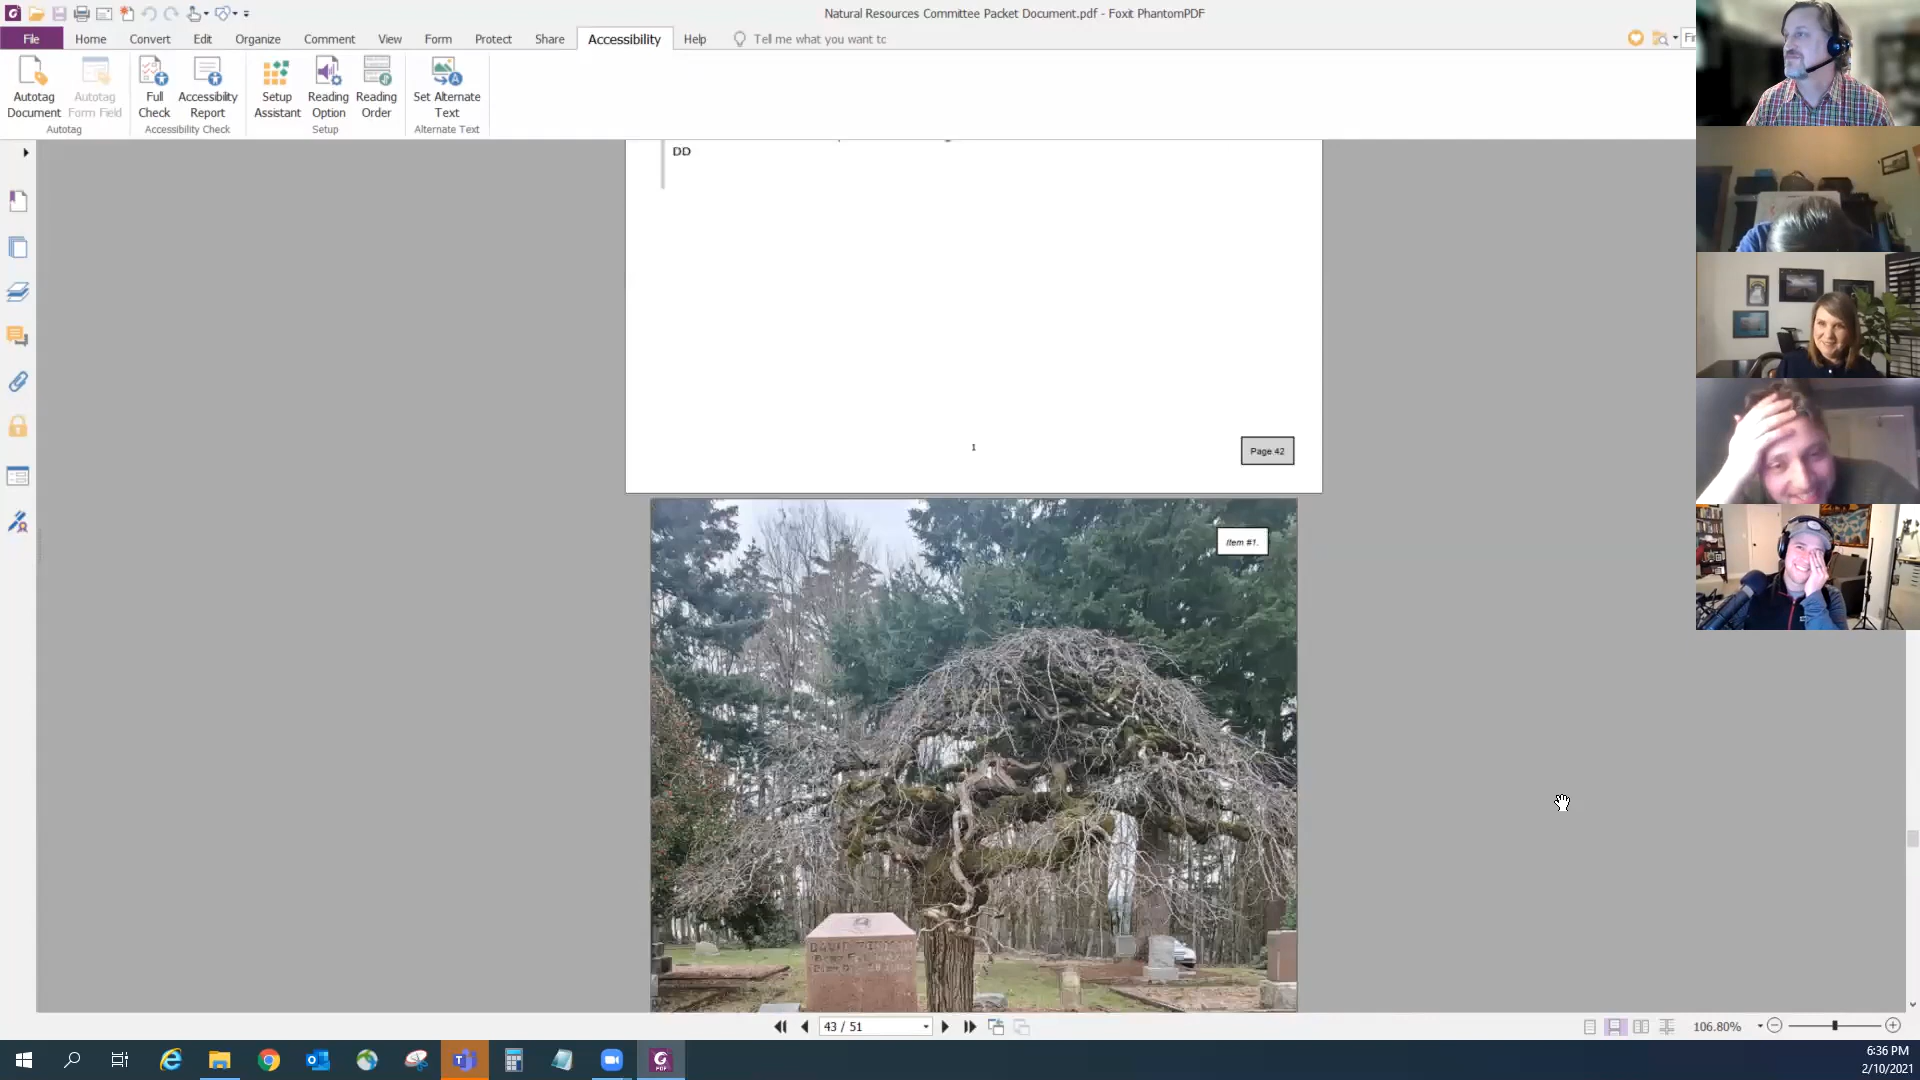 Natural Resources Committee Packet Document.pdf - Foxit PhantomPDF
File Home Convert Edit Organize Comment View Form Protect Share Accessibility Help Tell me what you want to
Autotag Document
Autotag Form Field
Full Check
Accessibility Report
Setup Assistant
Reading Option
Reading Order
Set Alternate Text
Autotag
Accessibility Check
Setup
Alternate Text
DD
1
Page 42
Item #1.
43 / 51
106.80%
6:36 PM
2/10/2021